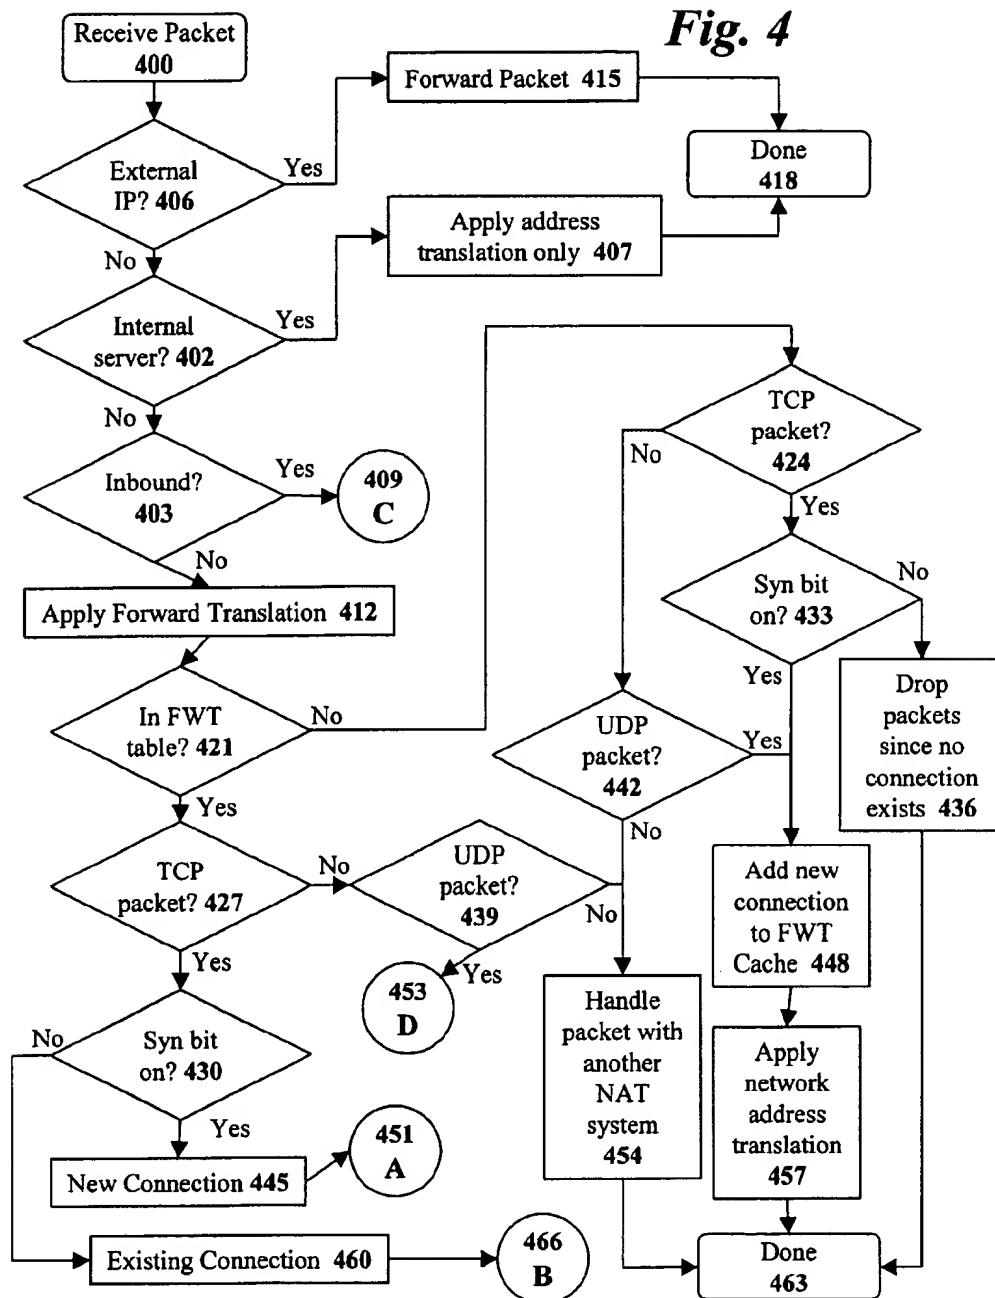 Fig. 4
Receive Packet
400
Forward Packet 415
Yes
External
IP? 406
Done
418
Apply address
translation only 407
No
Yes
Internal
server? 402
No
TCP
packet?
424
No
Yes
Inbound?
403
Yes
409
C
No
Syn bit
on? 433
No
Apply Forward Translation 412
Yes
Drop
packets
since no
connection
exists 436
In FWT
table? 421
No
UDP
packet?
442
Yes
Yes
No
TCP
packet? 427
No
UDP
packet?
439
No
Add new
connection
to FWT
Cache 448
Yes
Yes
453
D
Handle
packet with
another
NAT
system
454
No
Syn bit
on? 430
Apply
network
address
translation
457
Yes
451
A
New Connection 445
Existing Connection 460
466
B
Done
463